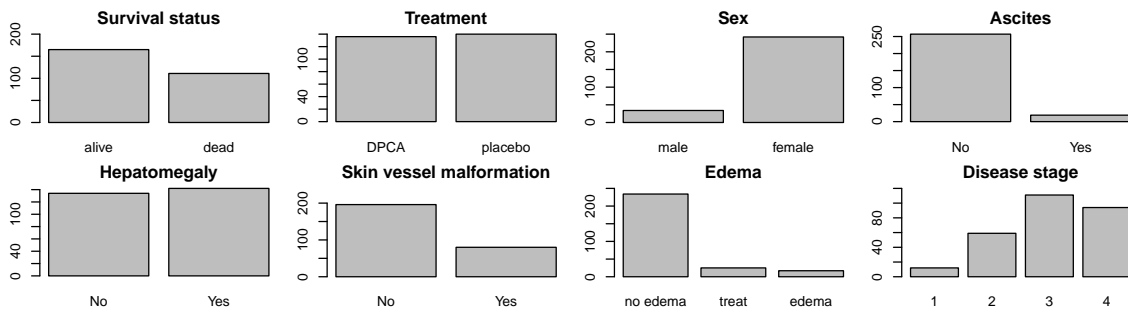 Survival status
0 100 200
alive dead
Treatment
0 40 80
DPCA placebo
Sex
0 100 250
male female
Ascites
0 100 250
No Yes
Hepatomegaly
0 40 100
No Yes
Skin vessel malformation
0 100 200
No Yes
Edema
0 100 200
no edema treat edema
Disease stage
0 40 80
1 2 3 4